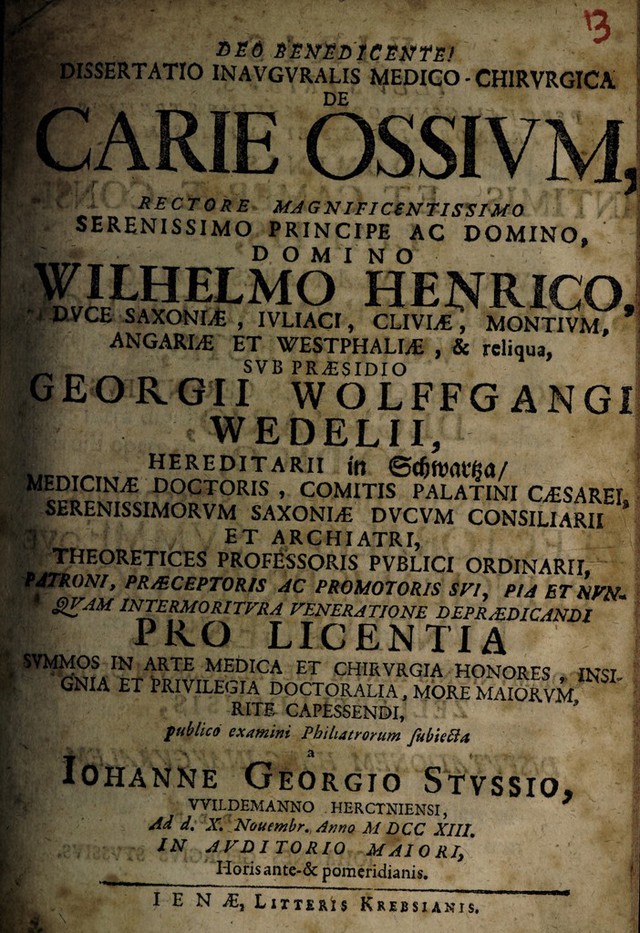 13
DEO BENEDICENTE!
DISSERTATIO INAVGVRALIS MEDICO-CHIRVRGICA
DE
CARIE OSSIVM,
RECTORE MAGNIFICENTISSIMO
SERENISSIMO PRINCIPE AC DOMINO,
DOMINO
WILHELMO HENRICO,
DVCE SAXONIÆ, IVLIACI, CLIVIÆ, MONTIVM,
ANGARIÆ ET WESTPHALIÆ, & reliqua,
SVB PRÆSIDIO
GEORGII WOLFFGANGI
WEDELII,
HEREDITARII in Schwartza/
MEDICINÆ DOCTORIS, COMITIS PALATINI CÆSAREI,
SERENISSIMORVM SAXONIÆ DVCVM CONSILIARII
ET ARCHIATRI,
THEORETICES PROFESSORIS PVBLICI ORDINARII,
PATRONI, PRÆCEPTORIS AC PROMOTORIS SVI, PIA ET NVN-
QVAM INTERMORITVRA VENERATIONE DEPRÆDICANDI
PRO LICENTIA
SVMMOS IN ARTE MEDICA ET CHIRVRGIA HONORES, INSI-
GNIA ET PRIVILEGIA DOCTORALIA, MORE MAIORVM,
RITE CAPESSENDI,
publico examini Philiatrorum ſubiecta
a
IOHANNE GEORGIO STVSSIO,
VVILDEMANNO HERCTNIENSI,
Ad d. X. Nouembr. Anno M DCC XIII.
IN AVDITORIO MAIORI,
Horis ante-& pomeridianis.
IENÆ, LITTERIS KREBSIANIS.